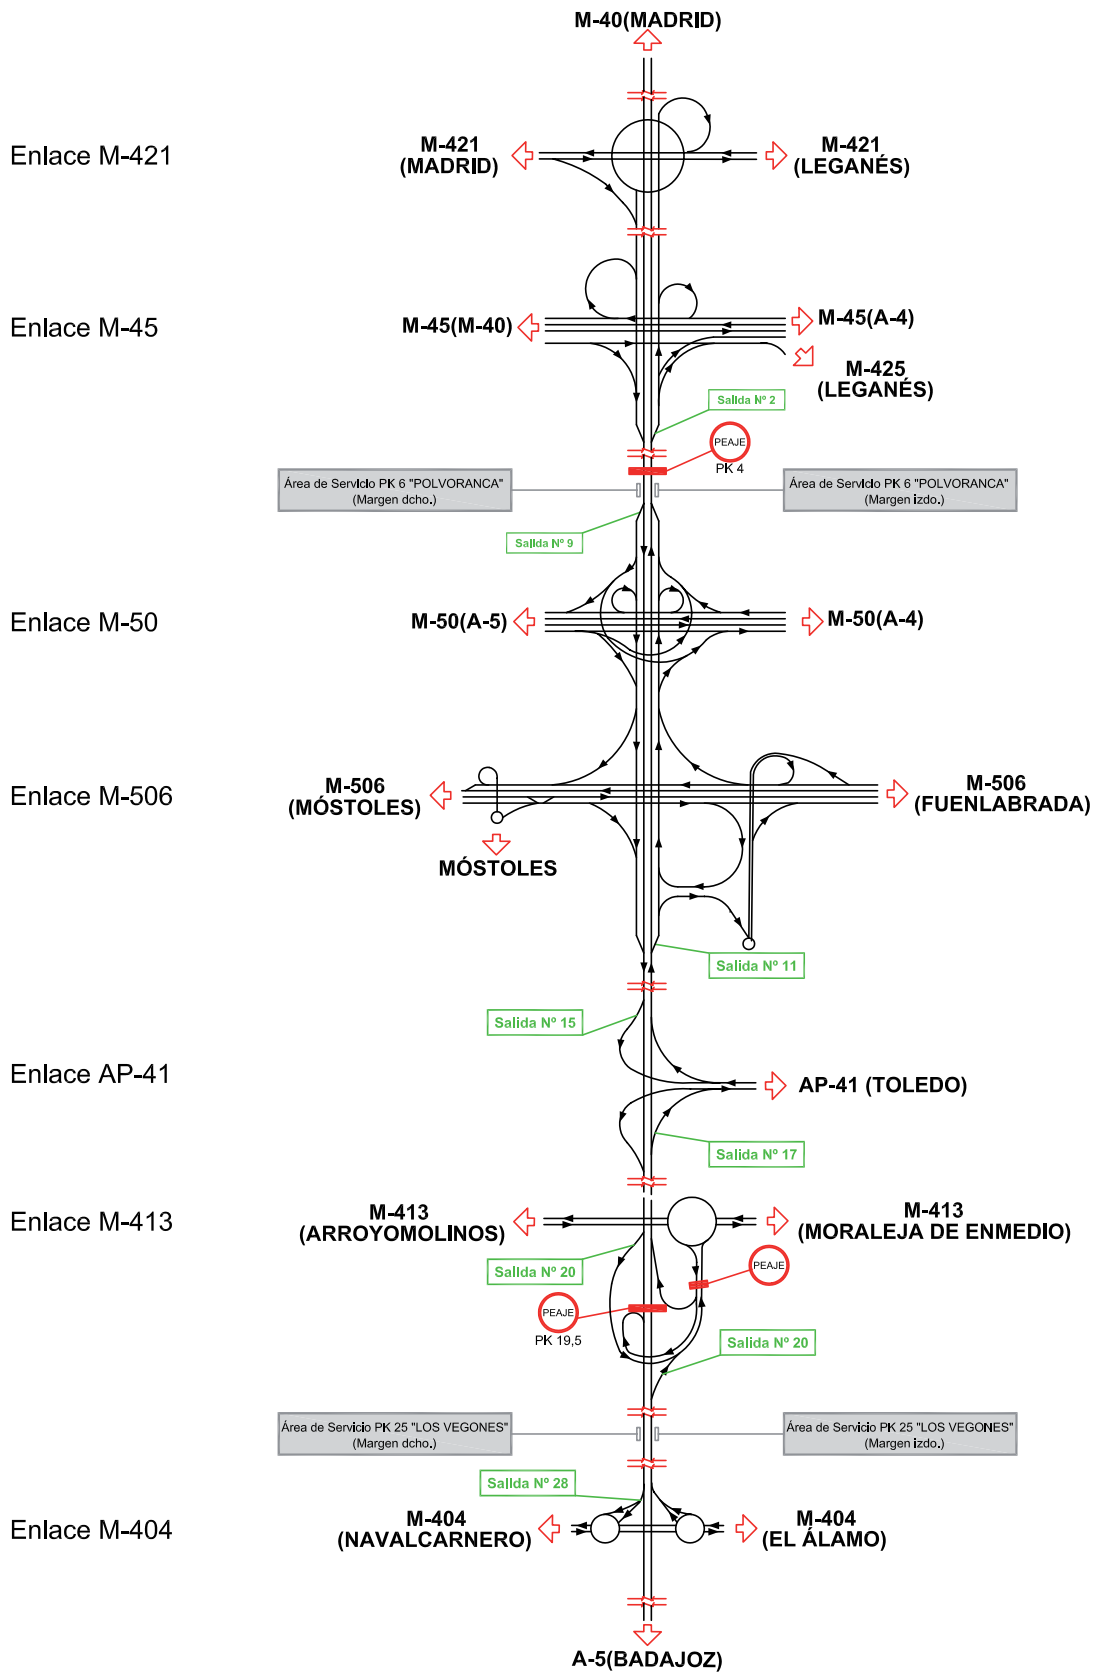 M-40(MADRID)
Enlace M-421
M-421
(MADRID)
M-421
(LEGANÉS)
Enlace M-45
M-45(M-40)
M-45(A-4)
M-425
(LEGANÉS)
Salida Nº 2
PEAJE
PK 4
Área de Servicio PK 6 "POLVORANCA"
(Margen dcho.)
Área de Servicio PK 6 "POLVORANCA"
(Margen izdo.)
Salida Nº 9
Enlace M-50
M-50(A-5)
M-50(A-4)
Enlace M-506
M-506
(MÓSTOLES)
M-506
(FUENLABRADA)
MÓSTOLES
Salida Nº 11
Salida Nº 15
Enlace AP-41
AP-41 (TOLEDO)
Salida Nº 17
Enlace M-413
M-413
(ARROYOMOLINOS)
M-413
(MORALEJA DE ENMEDIO)
Salida Nº 20
PEAJE
PEAJE
PK 19,5
Salida Nº 20
Área de Servicio PK 25 "LOS VEGONES"
(Margen dcho.)
Área de Servicio PK 25 "LOS VEGONES"
(Margen izdo.)
Salida Nº 28
Enlace M-404
M-404
(NAVALCARNERO)
M-404
(EL ÁLAMO)
A-5(BADAJOZ)